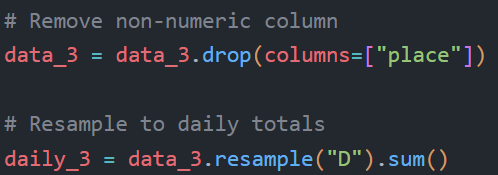 # Remove non-numeric column
data_3 = data_3.drop(columns=["place"])
# Resample to daily totals
daily_3 = data_3.resample("D").sum()